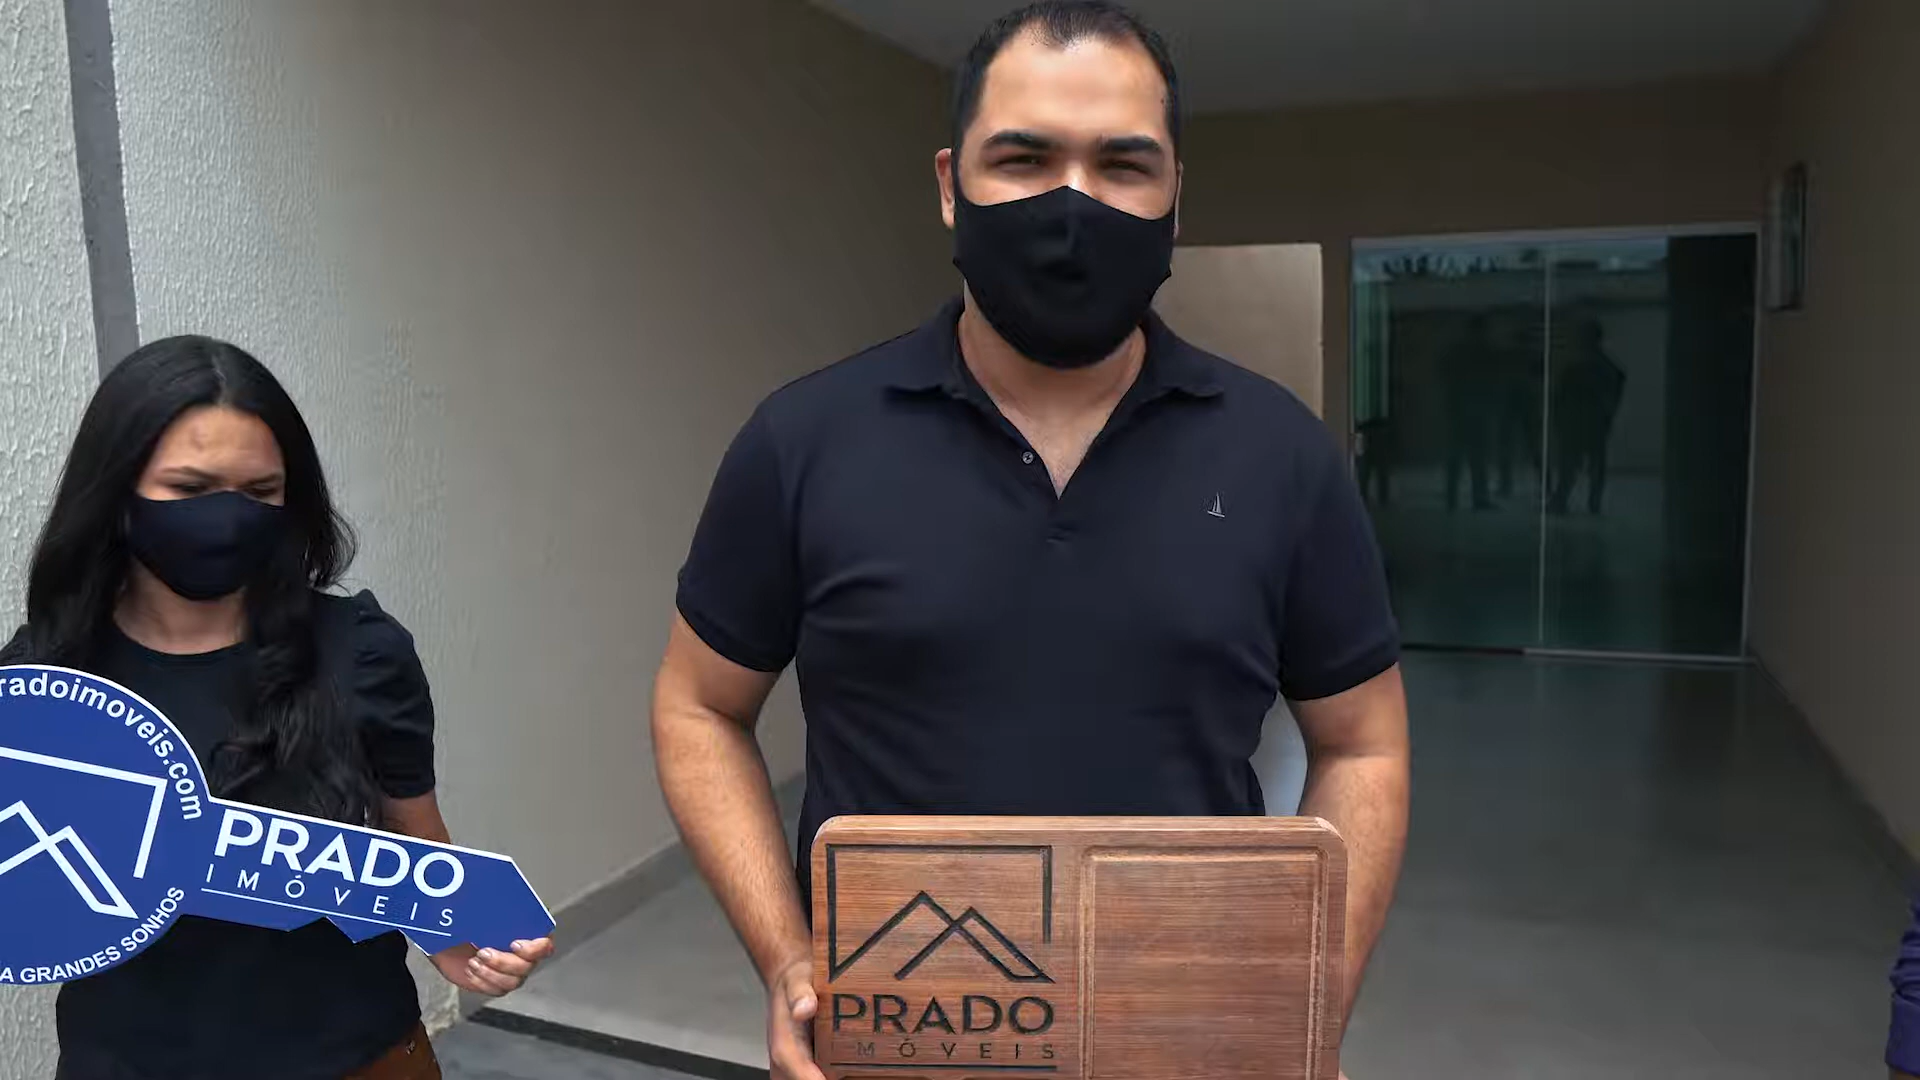 radoimoveis.com
PRADO
IMÓVEIS
A GRANDES SONHOS
PRADO
IMÓVEIS